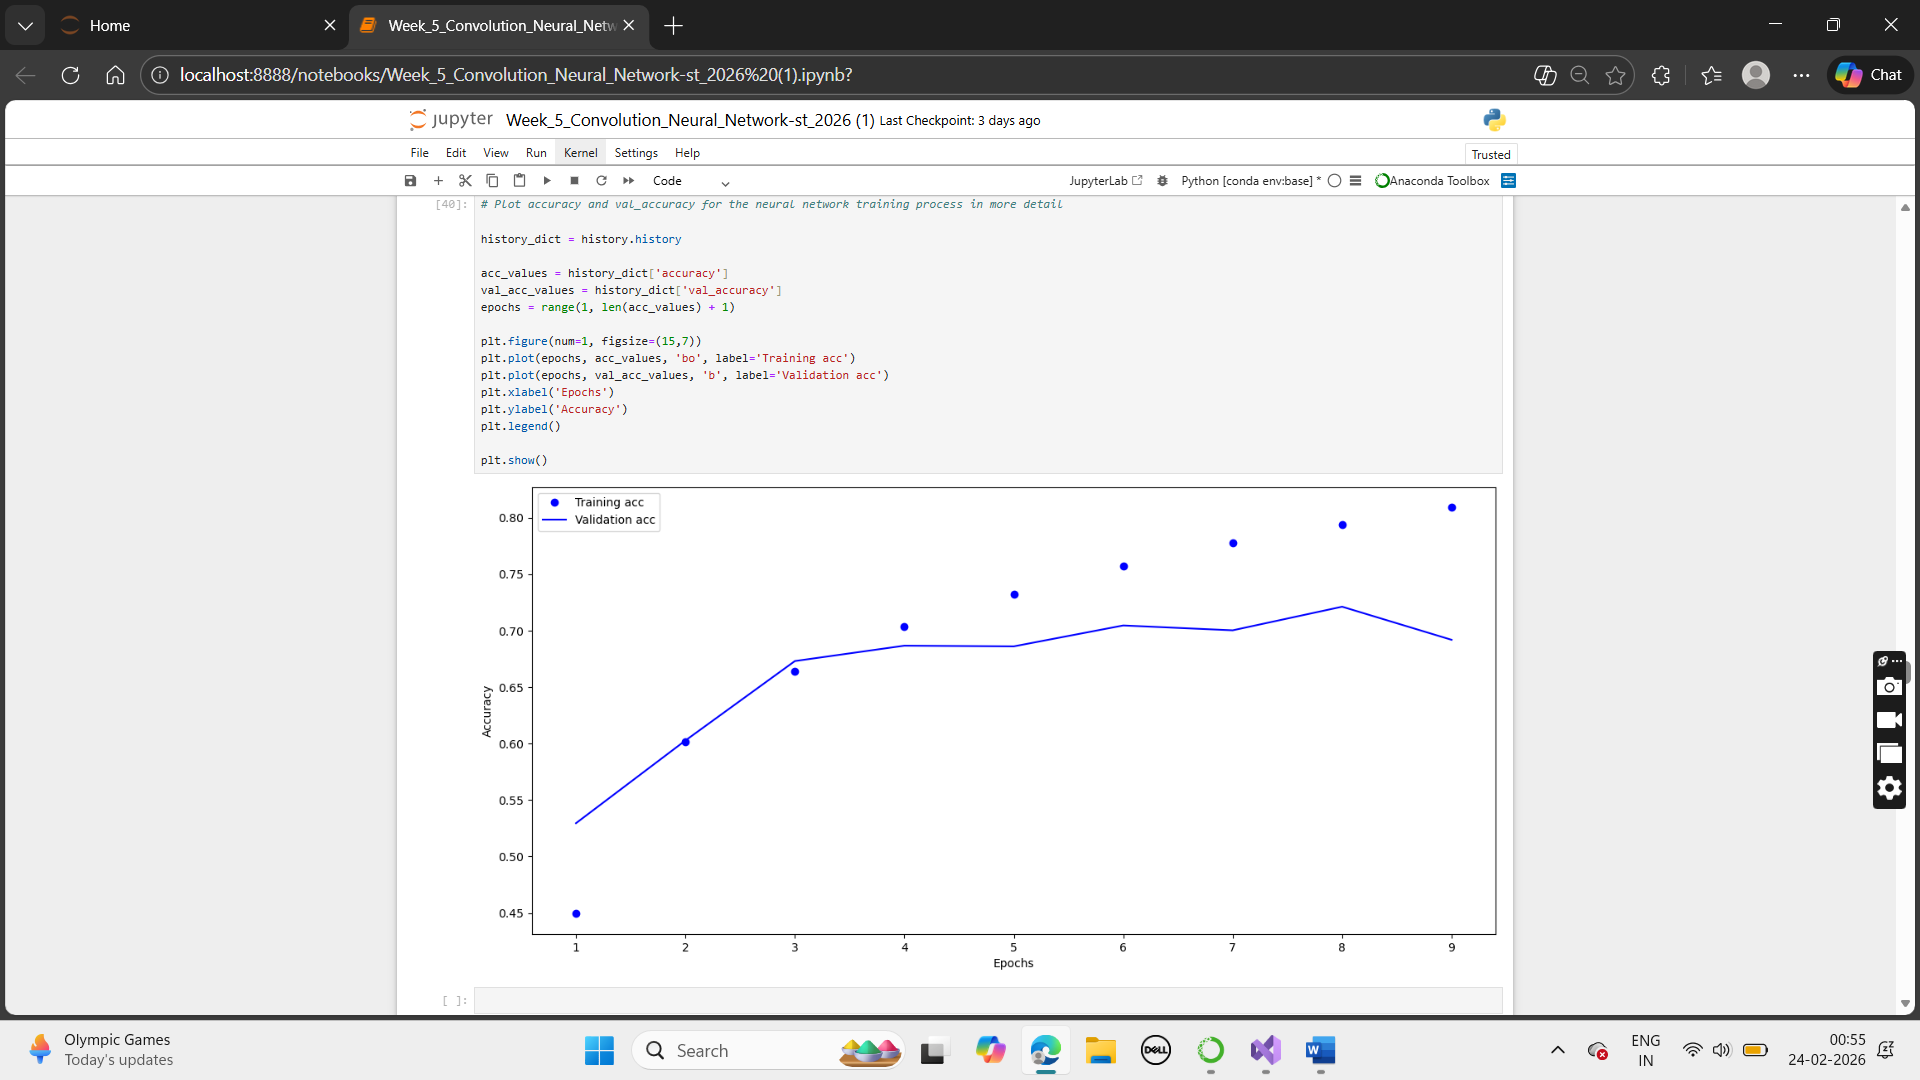 Home
Week_5_Convolution_Neural_Netw
localhost:8888/notebooks/Week_5_Convolution_Neural_Network-st_2026%20(1).ipynb?
Chat
jupyter Week_5_Convolution_Neural_Network-st_2026 (1) Last Checkpoint: 3 days ago
File Edit View Run Kernel Settings Help
Trusted
Code
JupyterLab
Python [conda env:base] *
Anaconda Toolbox
[40]:
# Plot accuracy and val_accuracy for the neural network training process in more detail
history_dict = history.history
acc_values = history_dict['accuracy']
val_acc_values = history_dict['val_accuracy']
epochs = range(1, len(acc_values) + 1)
plt.figure(num=1, figsize=(15,7))
plt.plot(epochs, acc_values, 'bo', label='Training acc')
plt.plot(epochs, val_acc_values, 'b', label='Validation acc')
plt.xlabel('Epochs')
plt.ylabel('Accuracy')
plt.legend()
plt.show()
Training acc
Validation acc
0.80
0.75
0.70
0.65
0.60
0.55
0.50
0.45
Accuracy
1 2 3 4 5 6 7 8 9
Epochs
[ ]:
Olympic Games
Today's updates
Search
DELL
W
ENG
IN
00:55
24-02-2026